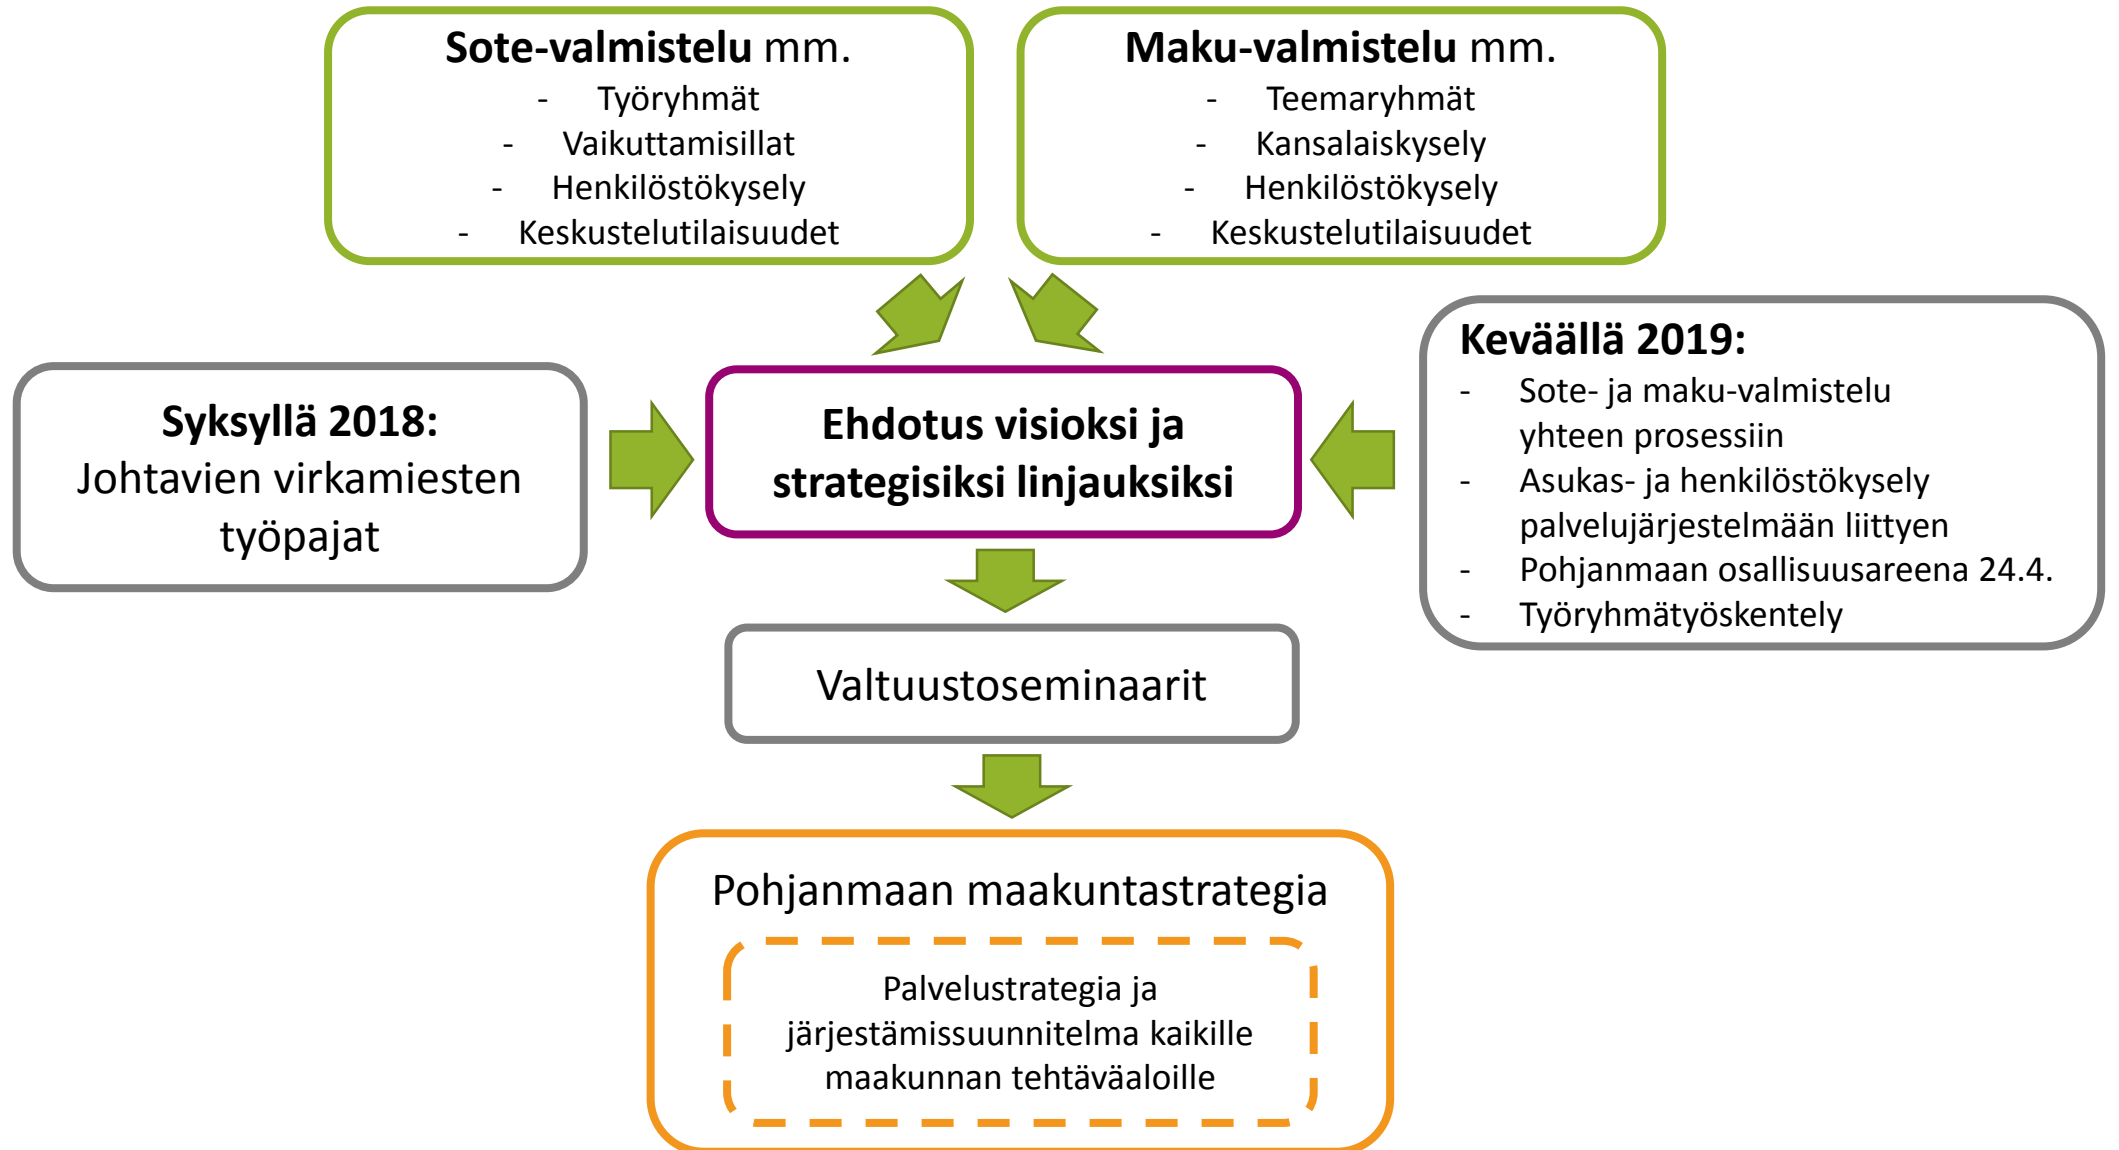 Sote-valmistelu mm.
- Työryhmät
- Vaikuttamisillat
- Henkilöstökysely
- Keskustelutilaisuudet
Maku-valmistelu mm.
- Teemaryhmät
- Kansalaiskysely
- Henkilöstökysely
- Keskustelutilaisuudet
Syksyllä 2018:
Johtavien virkamiesten
työpajat
Ehdotus visioksi ja
strategisiksi linjauksiksi
Keväällä 2019:
- Sote- ja maku-valmistelu
yhteen prosessiin
- Asukas- ja henkilöstökysely
palvelujärjestelmään liittyen
- Pohjanmaan osallisuusareena 24.4.
- Työryhmätyöskentely
Valtuustoseminaarit
Pohjanmaan maakuntastrategia
Palvelustrategia ja
järjestämissuunnitelma kaikille
maakunnan tehtäväaloille